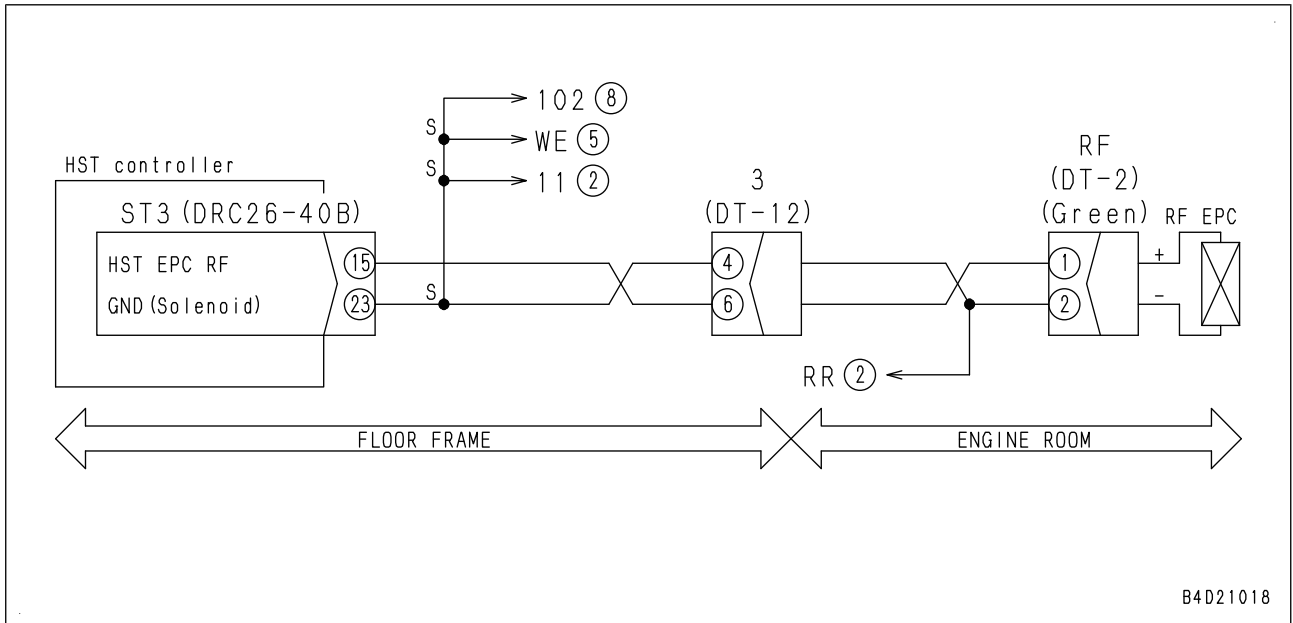 102 ⑧
S
WE ⑤
S
11 ②
HST controller
ST3 (DRC26-40B)
HST EPC RF
⑮
GND (Solenoid)
㉓
S
3
(DT-12)
④
⑥
RF
(DT-2)
(Green)
RF EPC
①
②
+
-
RR ②
FLOOR FRAME
ENGINE ROOM
B4D21018